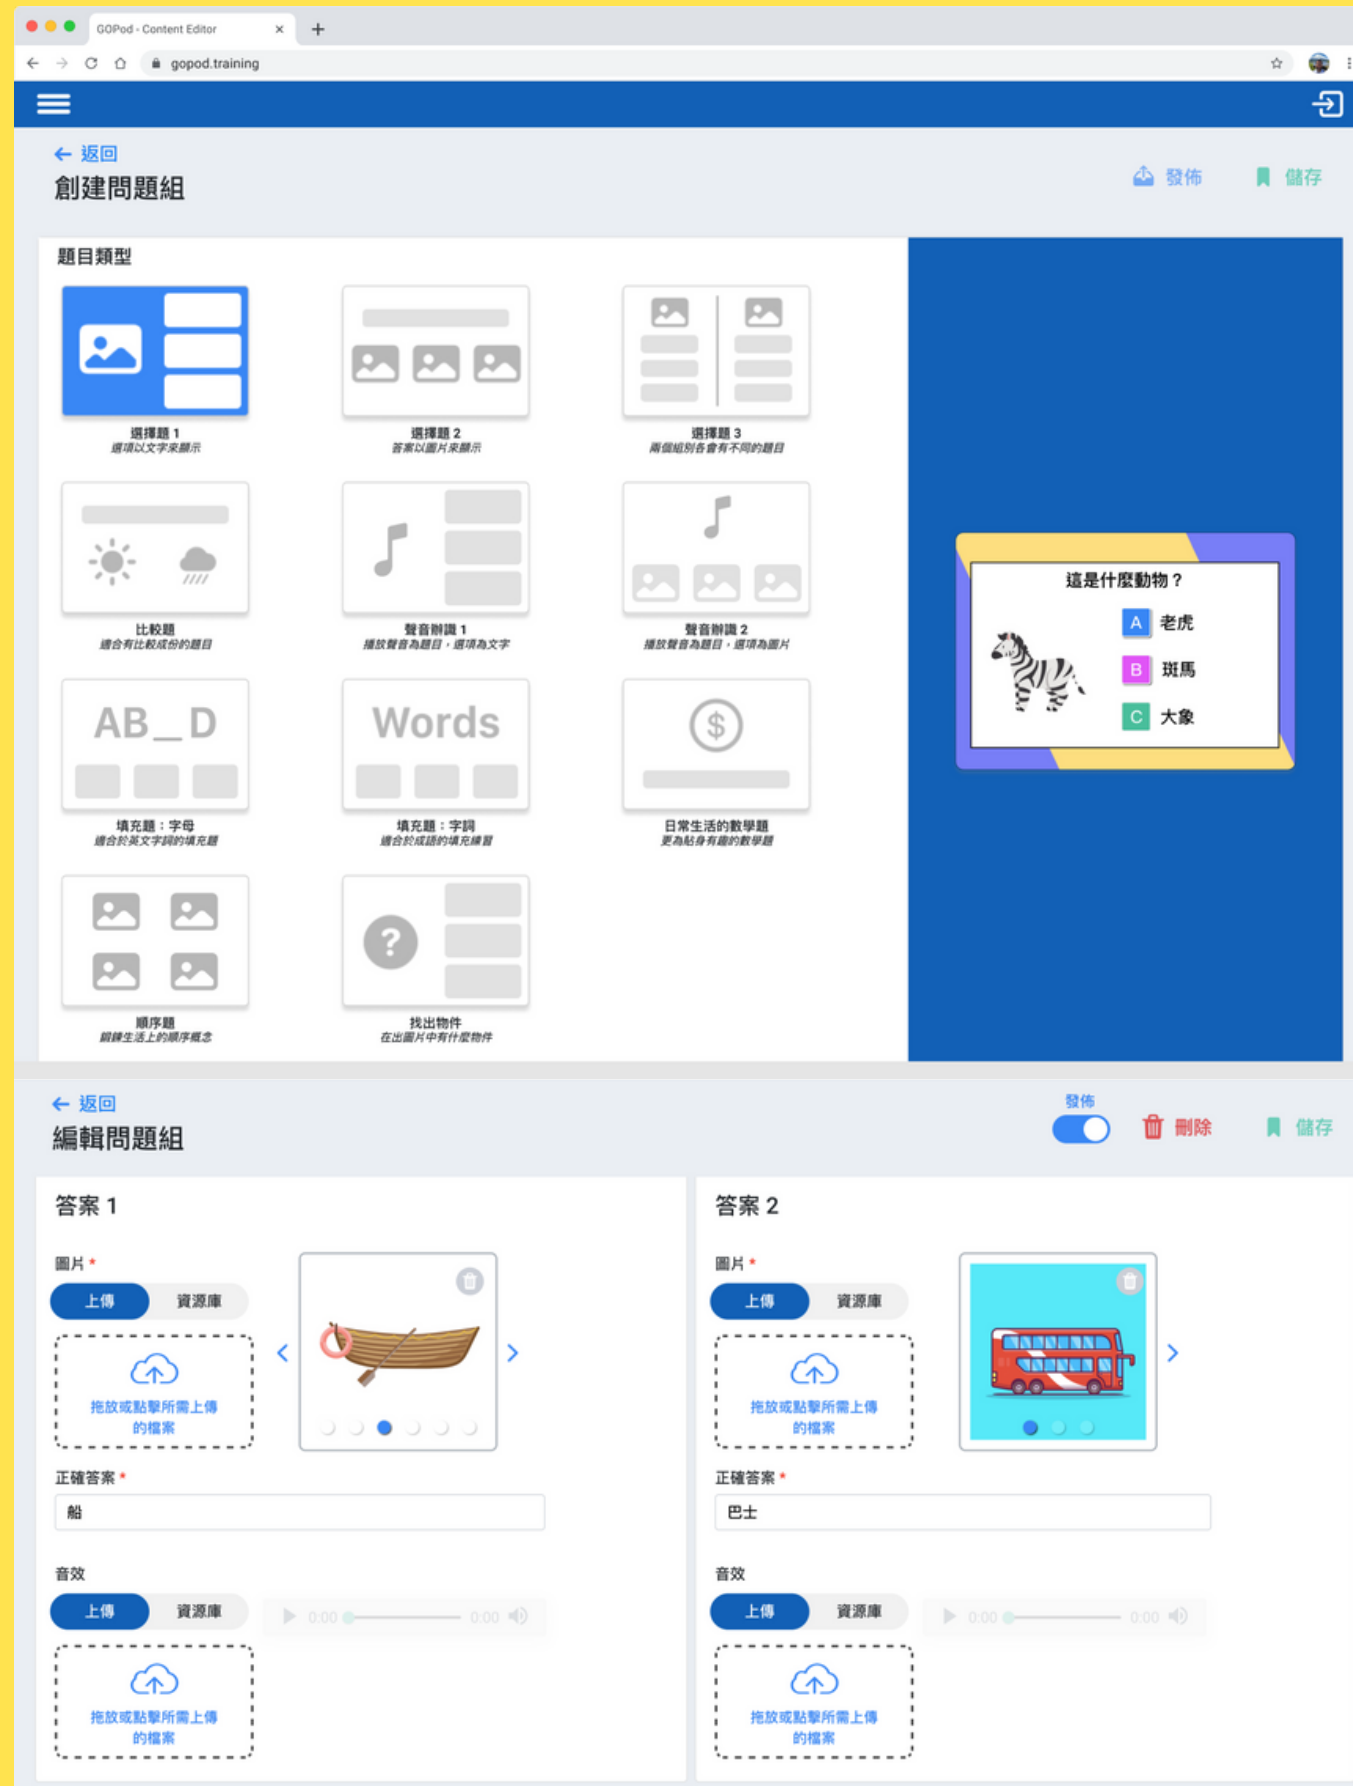 GOPod - Content Editor
gopod.training
返回
創建問題組
發佈
儲存
題目類型
選擇題 1
選項以文字來顯示
選擇題 2
答案以圖片來顯示
選擇題 3
兩個組別各會有不同的題目
比較題
適合有比較成份的題目
聲音辦識 1
播放聲音為題目，選項為文字
聲音辦識 2
播放聲音為題目，選項為圖片
AB_D
填充題：字母
適合於英文字詞的填充題
Words
填充題：字詞
適合於成語的填充練習
$
日常生活的數學題
更為貼身有趣的數學題
順序題
鍛鍊生活上的順序概念
?
找出物件
在出圖片中有什麼物件
這是什麼動物？
A 老虎
B 斑馬
C 大象
返回
編輯問題組
發佈
刪除
儲存
答案 1
圖片 *
上傳
資源庫
拖放或點擊所需上傳
的檔案
正確答案 *
船
音效
上傳
資源庫
0:00
0:00
拖放或點擊所需上傳
的檔案
答案 2
圖片 *
上傳
資源庫
拖放或點擊所需上傳
的檔案
正確答案 *
巴士
音效
上傳
資源庫
0:00
0:00
拖放或點擊所需上傳
的檔案